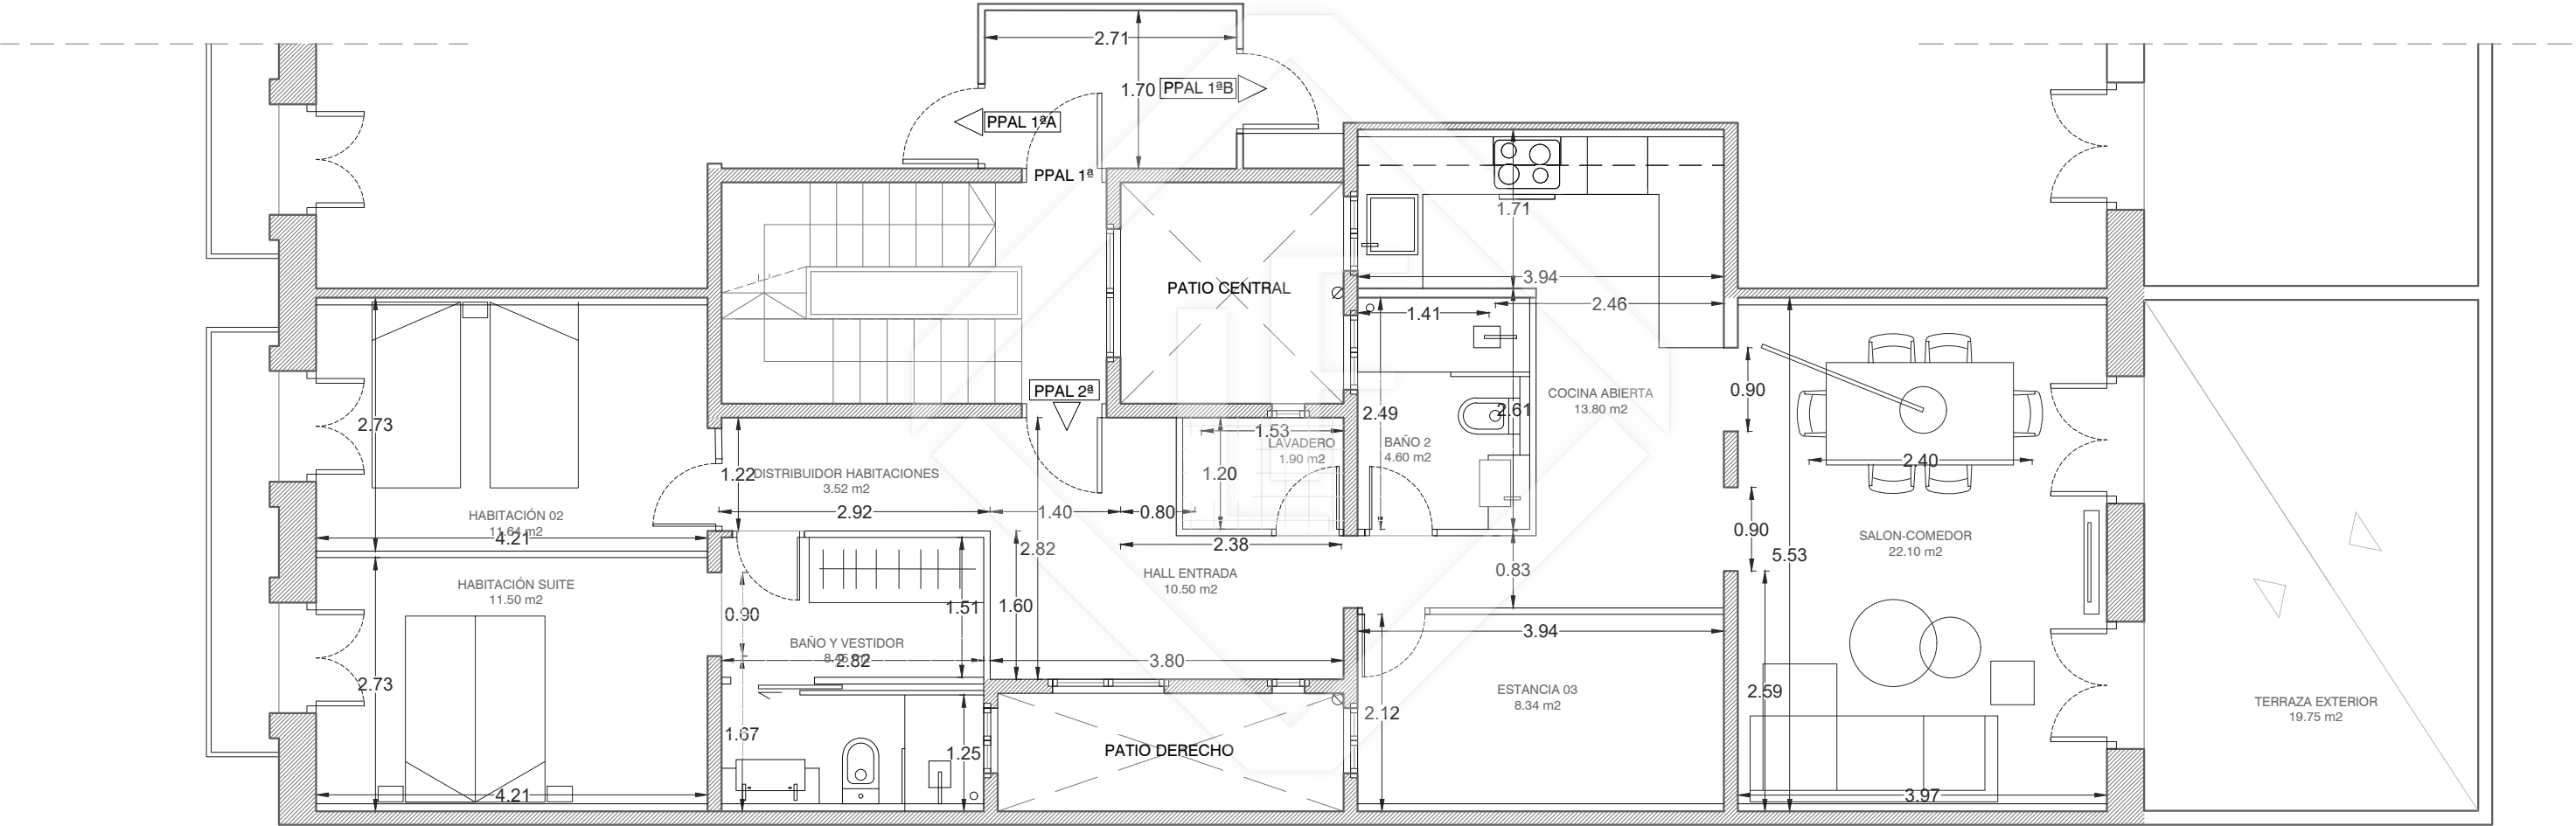 2.71
1.70
PPAL 1ªB
PPAL 1ªA
PPAL 1ª
1.71
PATIO CENTRAL
3.94
2.46
1.41
PPAL 2ª
0.90
COCINA ABIERTA
13.80 m2
2.61
2.49
2.73
1.53
LAVADERO
1.90 m2
BAÑO 2
4.60 m2
2.40
1.22
DISTRIBUIDOR HABITACIONES
3.52 m2
1.20
2.92
1.40
0.80
HABITACIÓN 02
11.64 m2
4.21
0.90
SALON-COMEDOR
22.10 m2
5.53
2.82
2.38
0.83
HALL ENTRADA
10.50 m2
HABITACIÓN SUITE
11.50 m2
0.90
1.51
1.60
3.94
BAÑO Y VESTIDOR
2.82
3.80
2.73
2.59
ESTANCIA 03
8.34 m2
2.12
TERRAZA EXTERIOR
19.75 m2
1.67
1.25
PATIO DERECHO
4.21
3.97